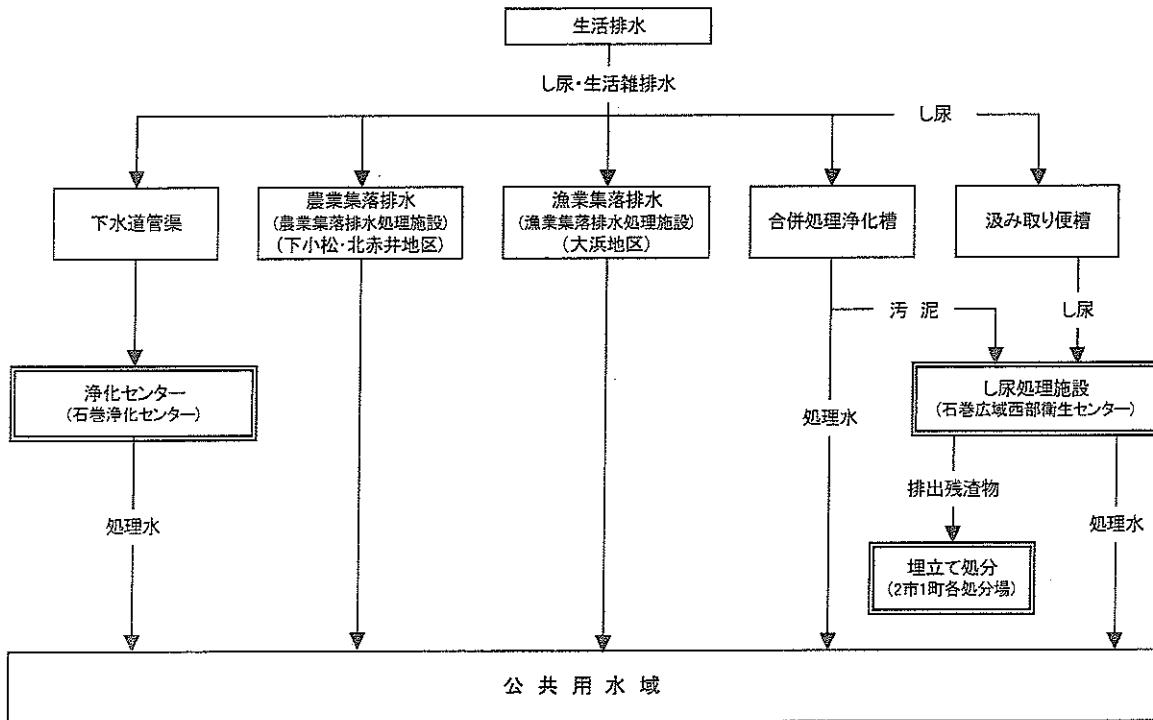 生活排水
し尿・生活雑排水
し尿
下水道管渠
農業集落排水
(農業集落排水処理施設)
(下小松・北赤井地区)
漁業集落排水
(漁業集落排水処理施設)
(大浜地区)
合併処理浄化槽
汲み取り便槽
汚 泥
し尿
浄化センター
(石巻浄化センター)
し尿処理施設
(石巻広域西部衛生センター)
処理水
排出残渣物
処理水
処理水
埋立て処分
(2市1町各処分場)
公 共 用 水 域